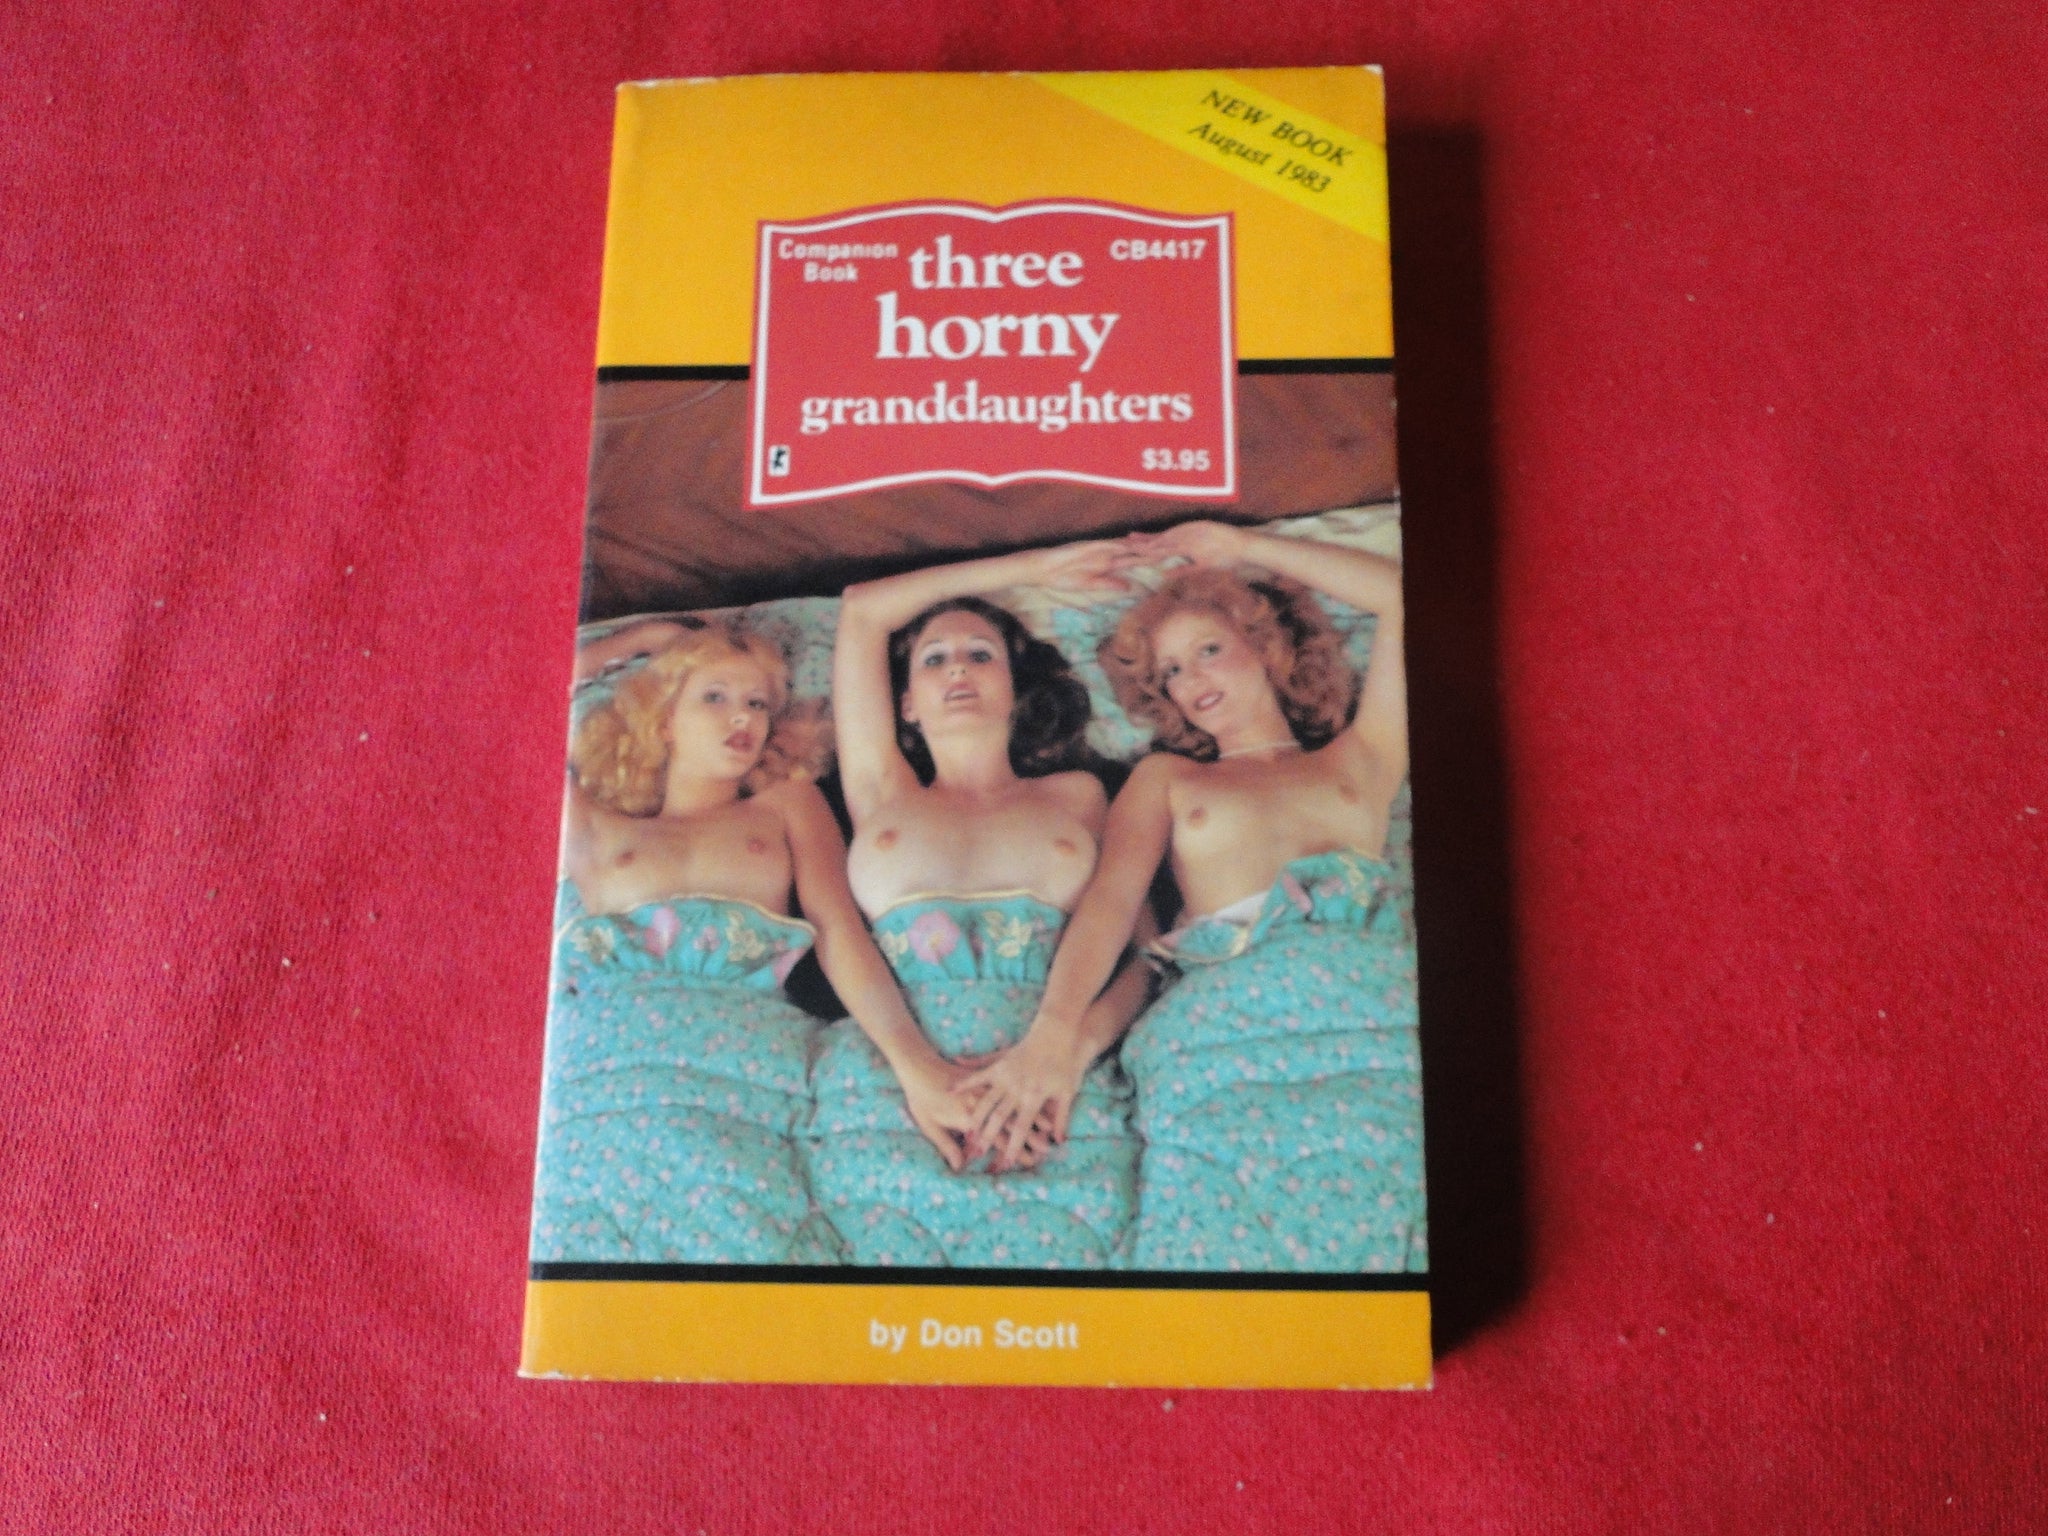 NEW BOOK
August 1983
Companion
Book
three
CB4417
horny
granddaughters
$3.95
by Don Scott